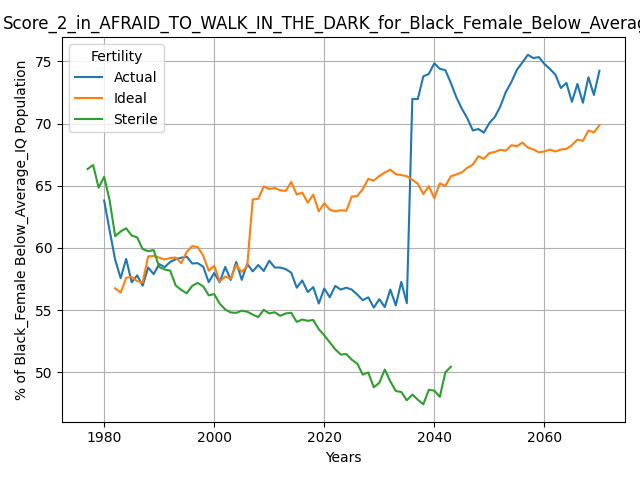 Score_2_in_AFRAID_TO_WALK_IN_THE_DARK_for_Black_Female_Below_Averag
% of Black_Female Below_Average_IQ Population
Fertility
Actual
Ideal
Sterile
75
70
65
60
55
50
1980
2000
2020
2040
2060
Years